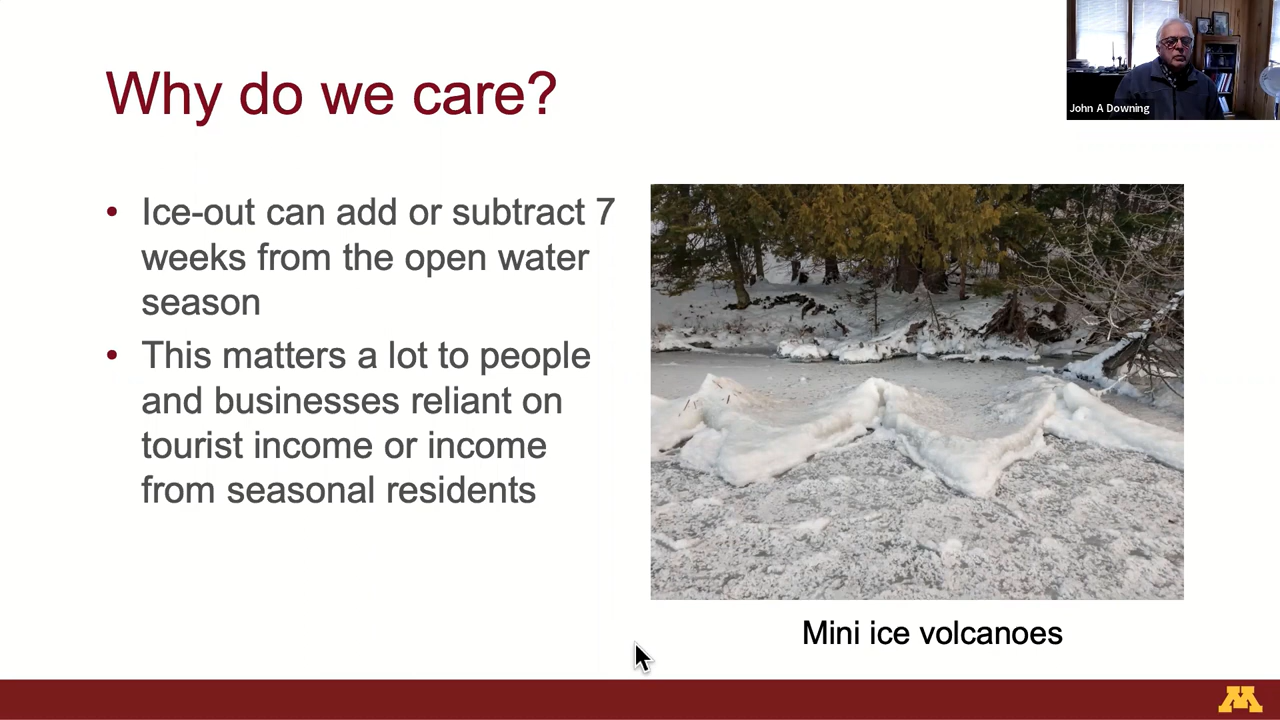 Why do we care?
John A Downing
• Ice-out can add or subtract 7
weeks from the open water
season
• This matters a lot to people
and businesses reliant on
tourist income or income
from seasonal residents
Mini ice volcanoes
M